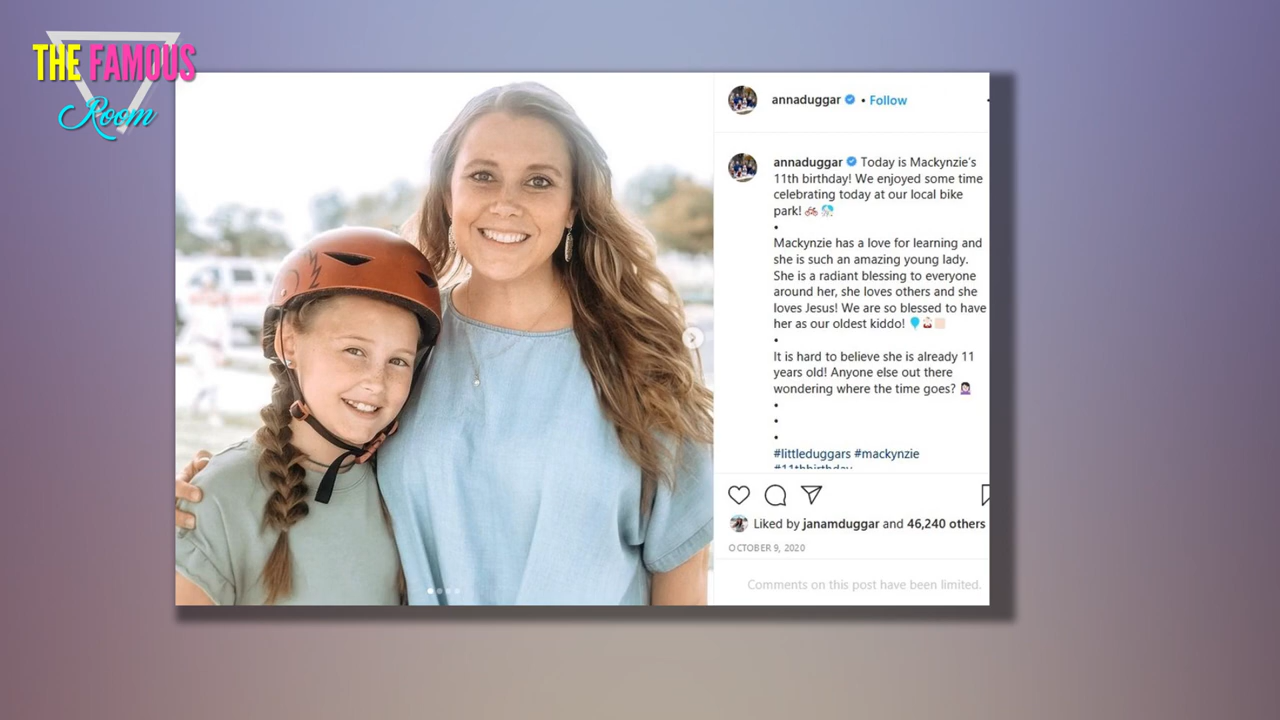 THE FAMOUS
Room
annaduggar • Follow
annaduggar Today is Mackynzie's
11th birthday! We enjoyed some time
celebrating today at our local bike
park! 🚲⛈️
•
Mackynzie has a love for learning and
she is such an amazing young lady.
She is a radiant blessing to everyone
around her, she loves others and she
loves Jesus! We are so blessed to have
her as our oldest kiddo!
•
It is hard to believe she is already 11
years old! Anyone else out there
wondering where the time goes?
•
•
•
#littleduggars #mackynzie
#11thbirthday
Liked by janamduggar and 46,240 others
OCTOBER 9, 2020
Comments on this post have been limited.